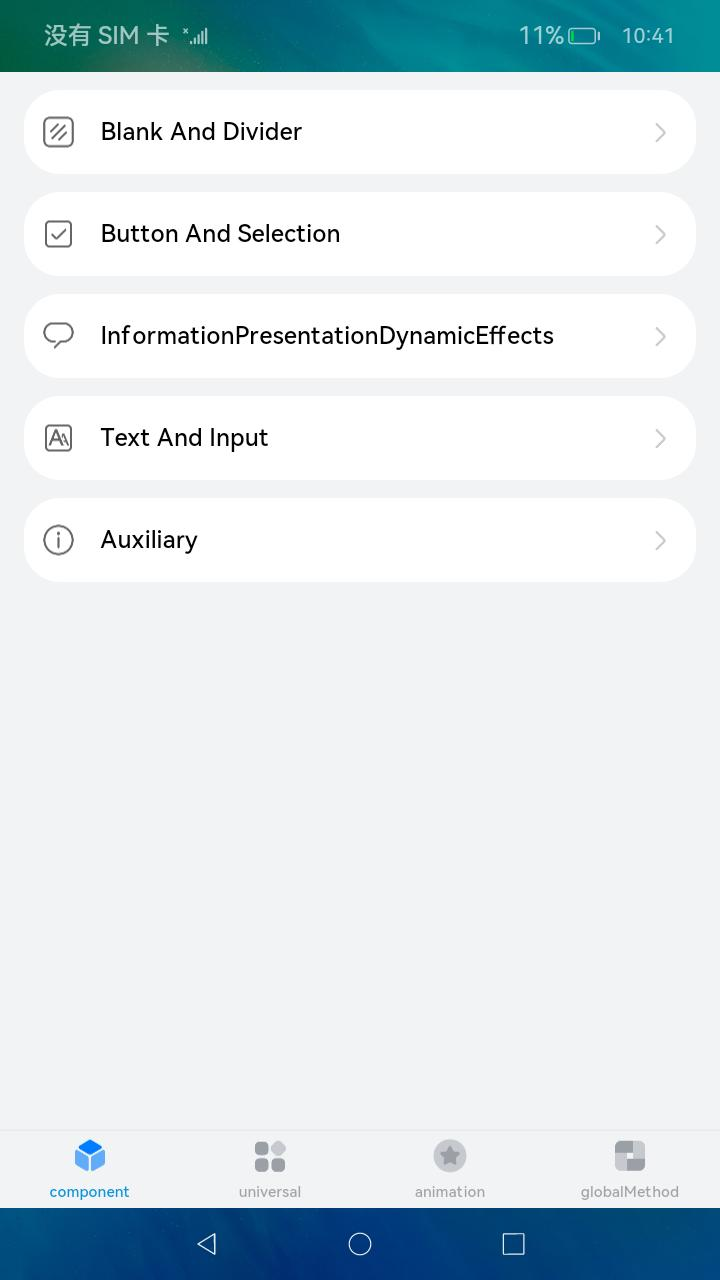 没有 SIM 卡 11% 10:41
Blank And Divider
Button And Selection
InformationPresentationDynamicEffects
Text And Input
Auxiliary
component universal animation globalMethod